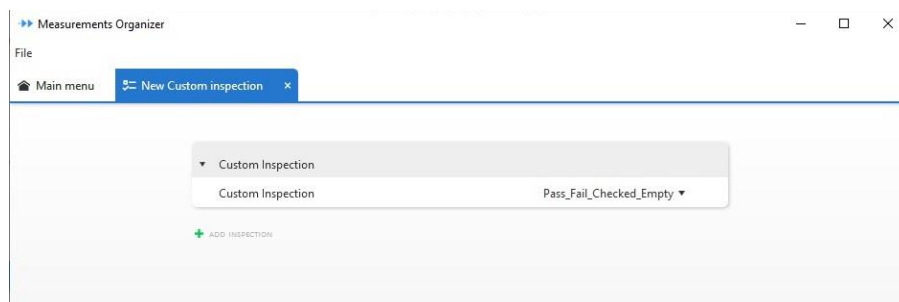 Measurements Organizer
File
Main menu New Custom inspection ×
Custom Inspection
Custom Inspection Pass_Fail_Checked_Empty
ADD INSPECTION